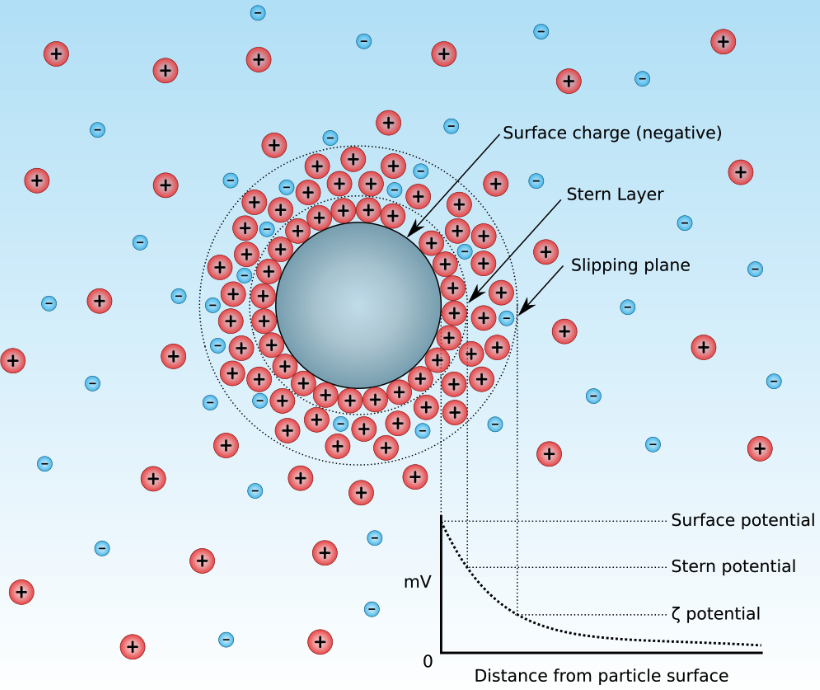 Surface charge (negative)
Stern Layer
Slipping plane
Surface potential
Stern potential
mV
ζ potential
0
Distance from particle surface